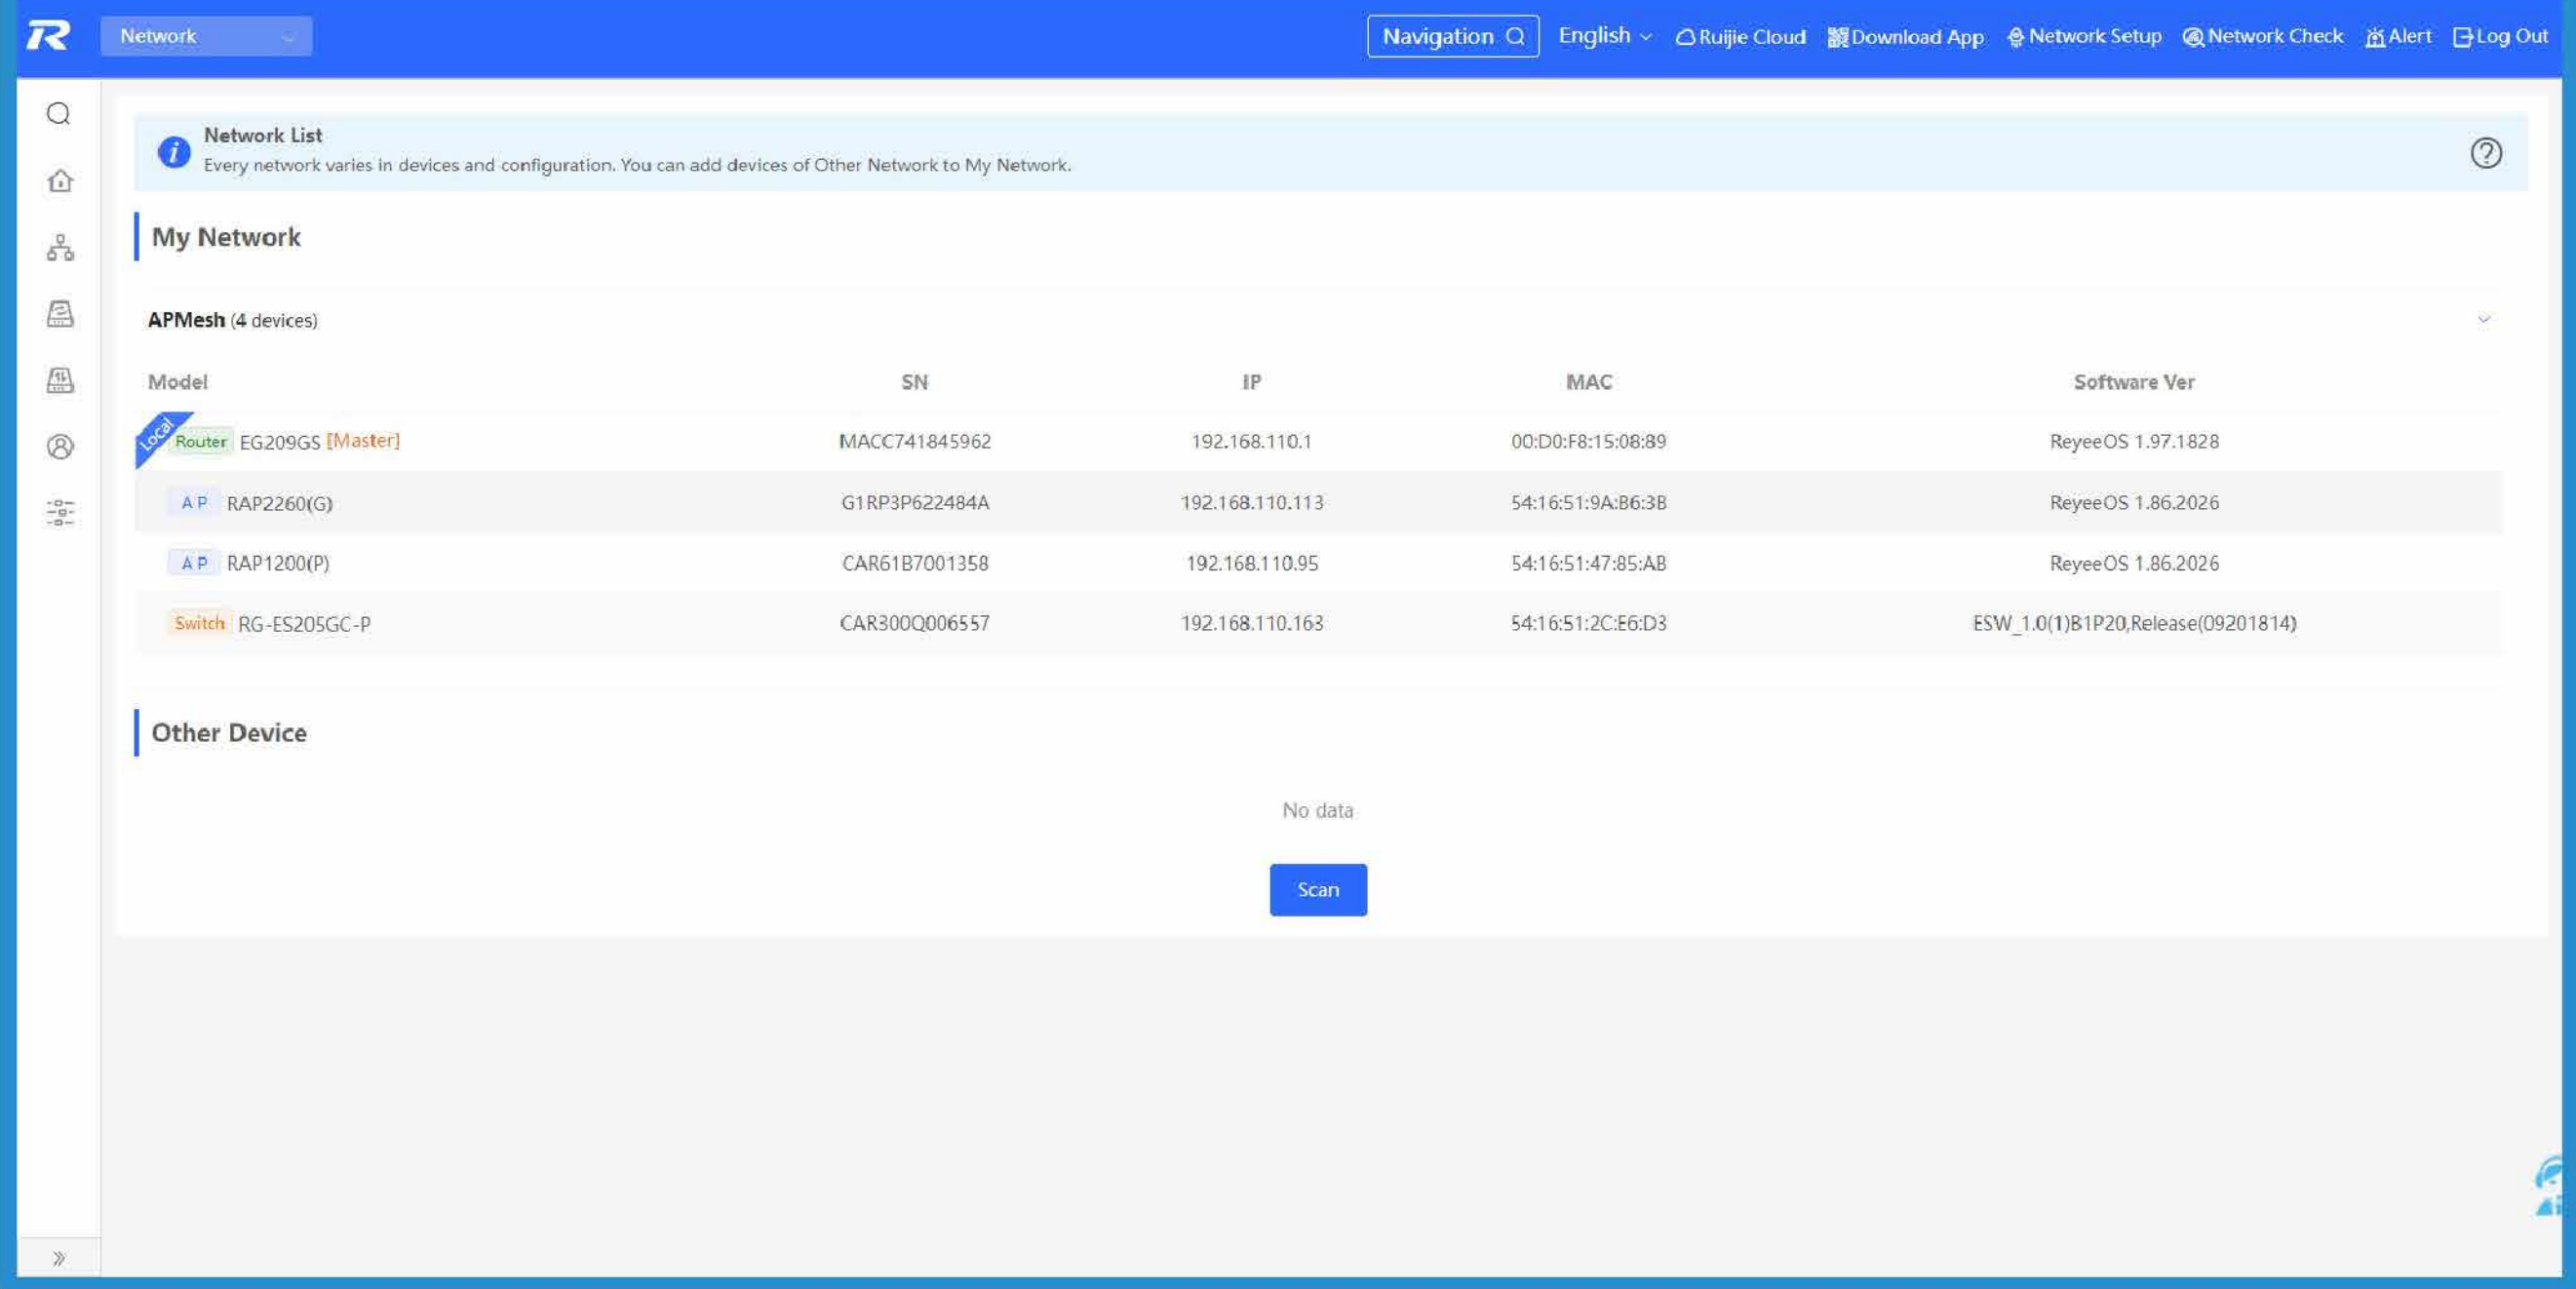 Network
Navigation English Ruijie Cloud Download App Network Setup Network Check Alert Log Out
Network List
Every network varies in devices and configuration. You can add devices of Other Network to My Network.
My Network
APMesh (4 devices)
Model SN IP MAC Software Ver
Local Router EG209GS [Master] MACC741845962 192.168.110.1 00:D0:F8:15:08:89 ReyeeOS 1.97.1828
AP RAP2260(G) G1RP3P622484A 192.168.110.113 54:16:51:9A:B6:3B ReyeeOS 1.86.2026
AP RAP1200(P) CAR61B7001358 192.168.110.95 54:16:51:47:85:AB ReyeeOS 1.86.2026
Switch RG-ES205GC-P CAR300Q006557 192.168.110.163 54:16:51:2C:E6:D3 ESW_1.0(1)B1P20,Release(09201814)
Other Device
No data
Scan